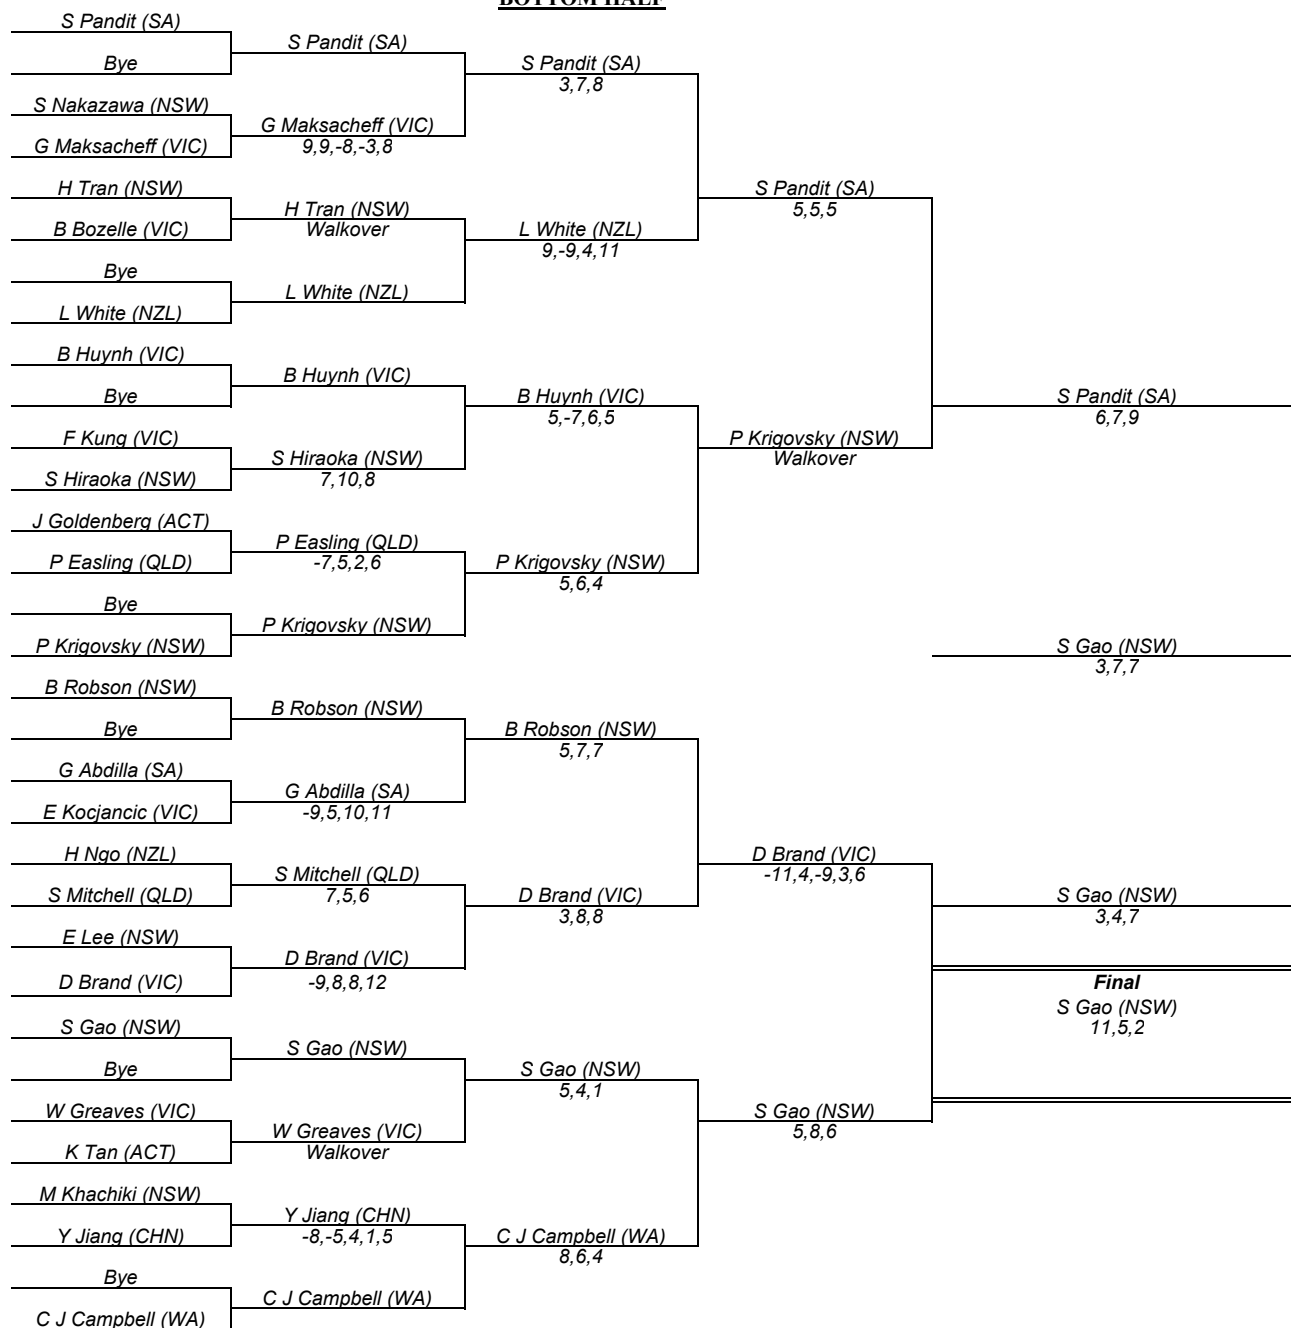 BOTTOM HALF
S Pandit (SA)
Bye
S Nakazawa (NSW)
G Maksacheff (VIC)
H Tran (NSW)
B Bozelle (VIC)
Bye
L White (NZL)
B Huynh (VIC)
Bye
F Kung (VIC)
S Hiraoka (NSW)
J Goldenberg (ACT)
P Easling (QLD)
Bye
P Krigovsky (NSW)
B Robson (NSW)
Bye
G Abdilla (SA)
E Kocjancic (VIC)
H Ngo (NZL)
S Mitchell (QLD)
E Lee (NSW)
D Brand (VIC)
S Gao (NSW)
Bye
W Greaves (VIC)
K Tan (ACT)
M Khachiki (NSW)
Y Jiang (CHN)
Bye
C J Campbell (WA)
S Pandit (SA)
G Maksacheff (VIC)
9,9,-8,-3,8
H Tran (NSW)
Walkover
L White (NZL)
B Huynh (VIC)
S Hiraoka (NSW)
7,10,8
P Easling (QLD)
-7,5,2,6
P Krigovsky (NSW)
B Robson (NSW)
G Abdilla (SA)
-9,5,10,11
S Mitchell (QLD)
7,5,6
D Brand (VIC)
-9,8,8,12
S Gao (NSW)
W Greaves (VIC)
Walkover
Y Jiang (CHN)
-8,-5,4,1,5
C J Campbell (WA)
S Pandit (SA)
3,7,8
L White (NZL)
9,-9,4,11
B Huynh (VIC)
5,-7,6,5
P Krigovsky (NSW)
5,6,4
B Robson (NSW)
5,7,7
D Brand (VIC)
3,8,8
S Gao (NSW)
5,4,1
C J Campbell (WA)
8,6,4
S Pandit (SA)
5,5,5
P Krigovsky (NSW)
Walkover
D Brand (VIC)
-11,4,-9,3,6
S Gao (NSW)
5,8,6
S Pandit (SA)
6,7,9
S Gao (NSW)
3,7,7
S Gao (NSW)
3,4,7
Final
S Gao (NSW)
11,5,2